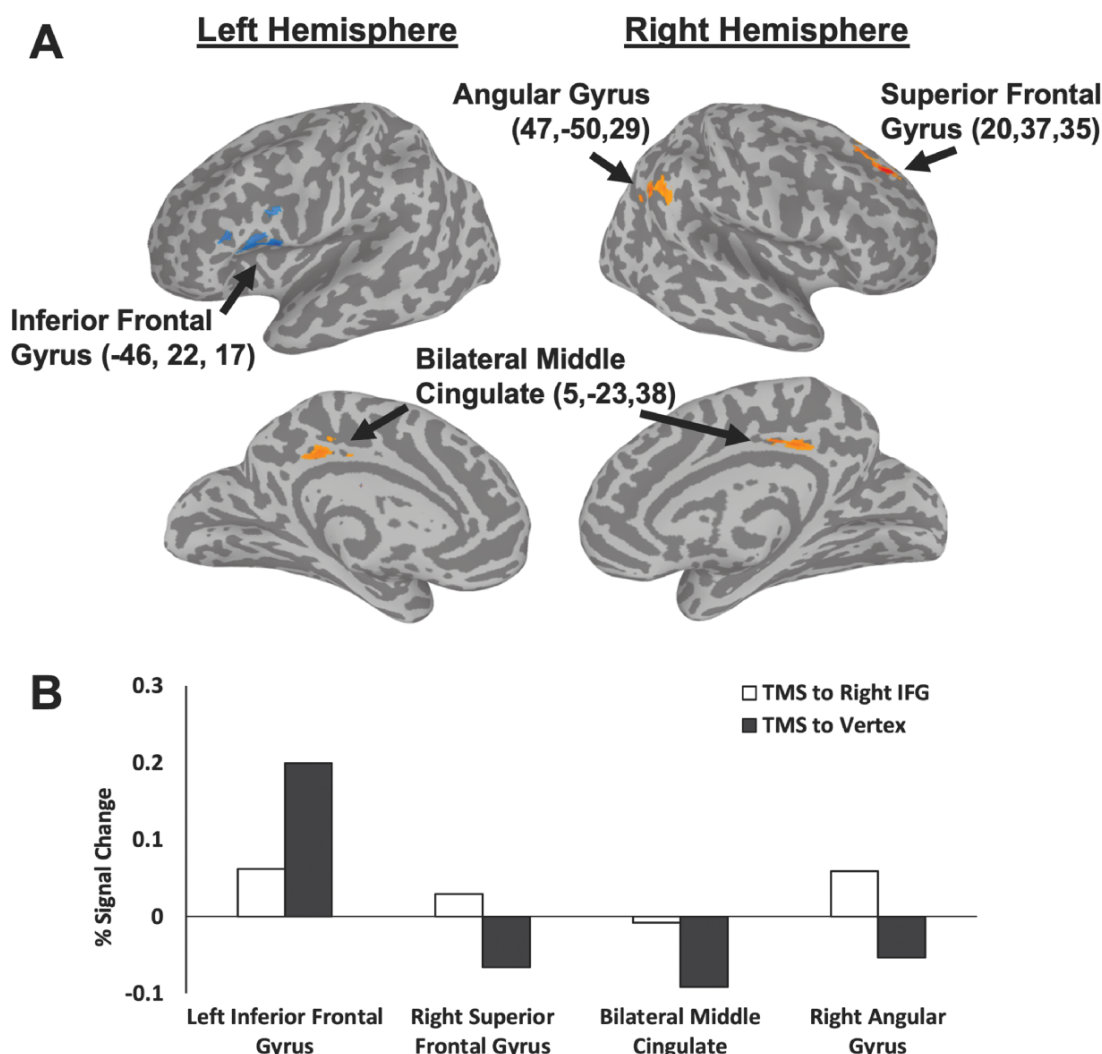 A
Left Hemisphere
Right Hemisphere
Angular Gyrus
(47,-50,29)
Superior Frontal
Gyrus (20,37,35)
Inferior Frontal
Gyrus (-46, 22, 17)
Bilateral Middle
Cingulate (5,-23,38)
B
0.3
0.2
0.1
0
-0.1
% Signal Change
TMS to Right IFG
TMS to Vertex
Left Inferior Frontal
Gyrus
Right Superior
Frontal Gyrus
Bilateral Middle
Cingulate
Right Angular
Gyrus